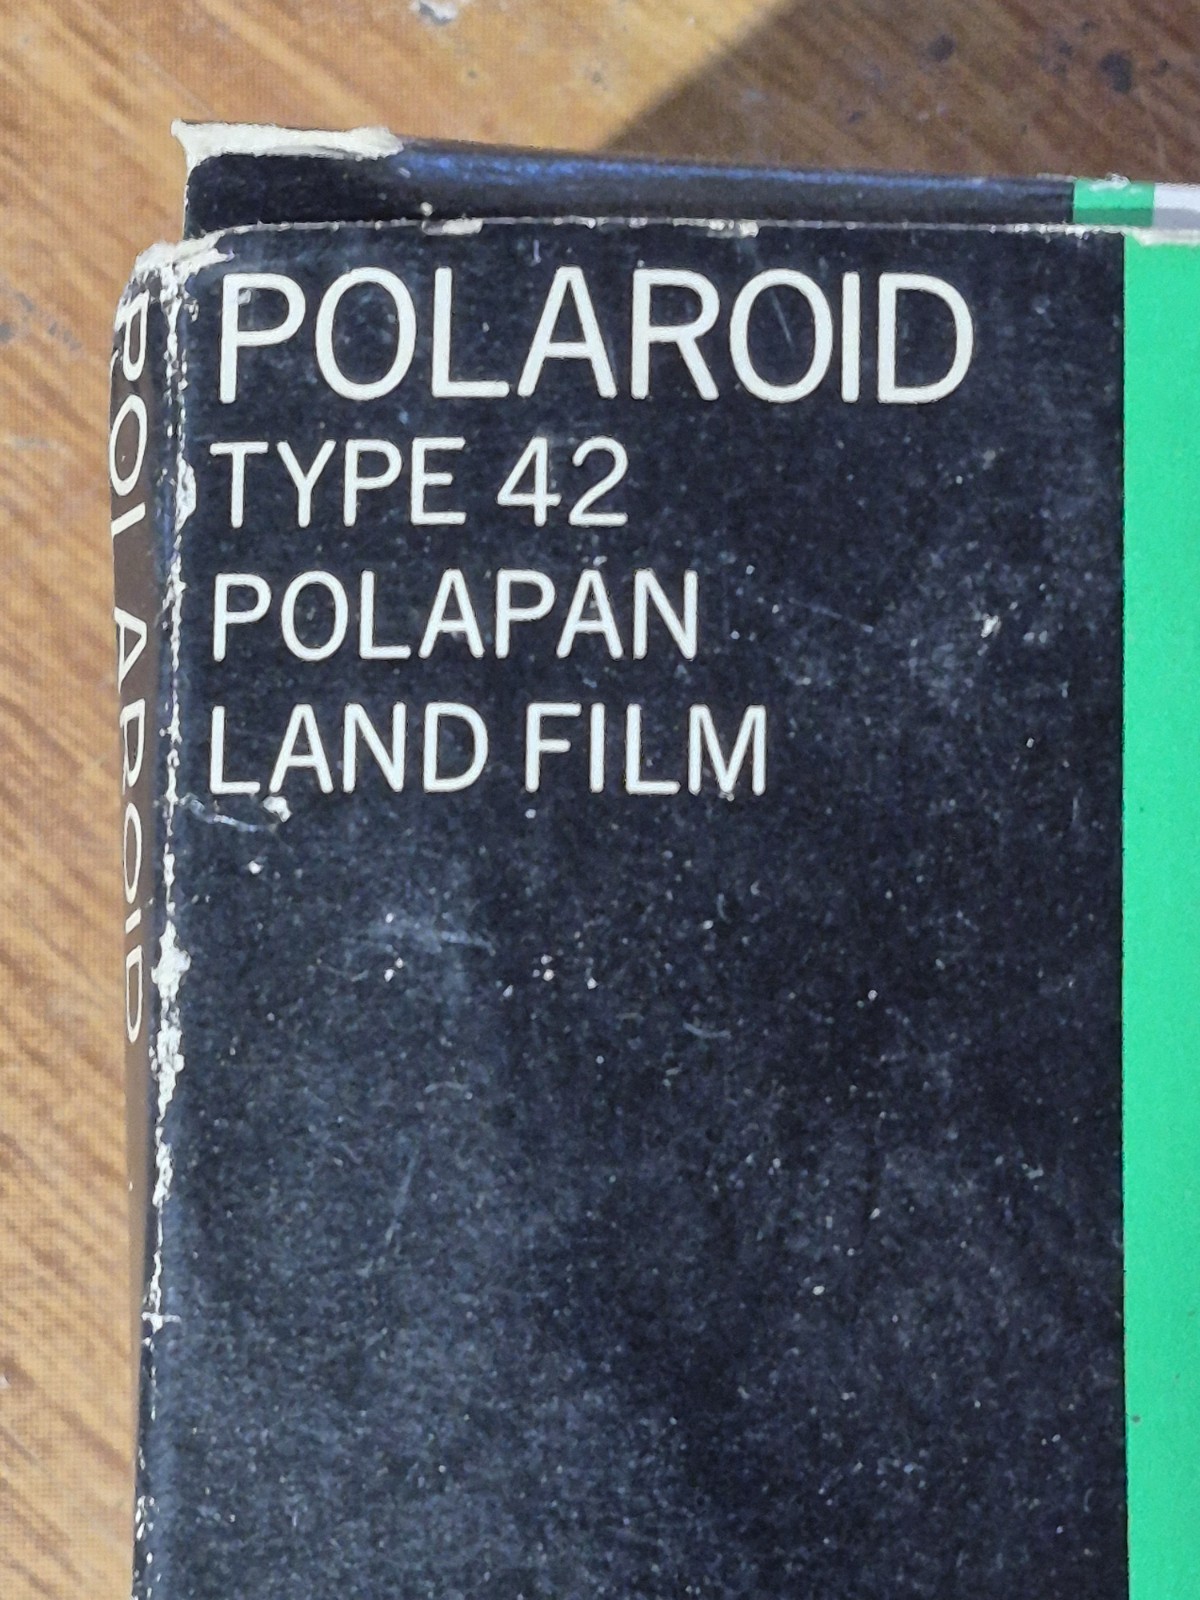 POLAROID
TYPE 42
POLAPAN
LAND FILM
POLAROID